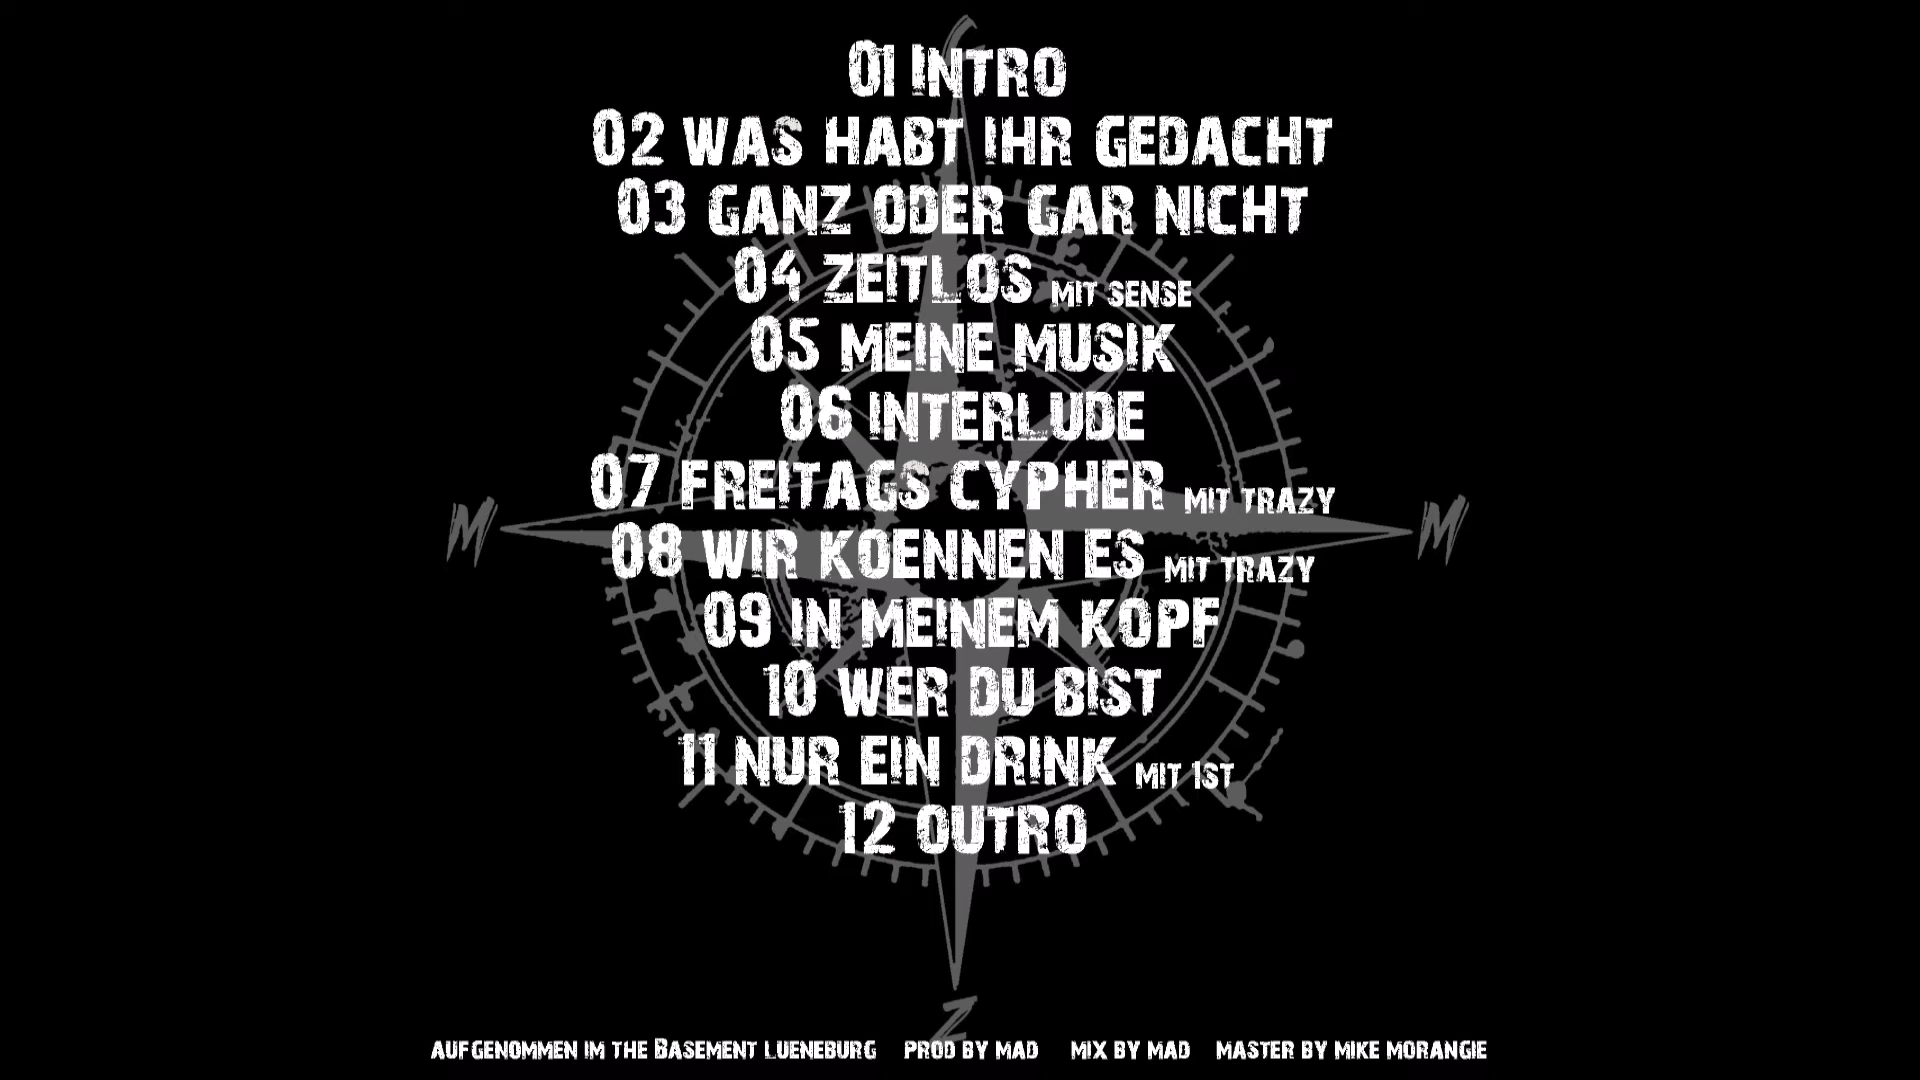 01 INTRO
02 WAS HABT IHR GEDACHT
03 GANZ ODER GAR NICHT
04 ZEITLOS MIT SENSE
05 MEINE MUSIK
06 INTERLUDE
07 FREITAGS CYPHER MIT TRAZY
M M
08 WIR KOENNEN ES MIT TRAZY
09 IN MEINEM KOPF
10 WER DU BIST
11 NUR EIN DRINK MIT 1ST
12 OUTRO
Z
AUFGENOMMEN IM THE BASEMENT LUENEBURG PROD BY MAD MIX BY MAD MASTER BY MIKE MORANGIE